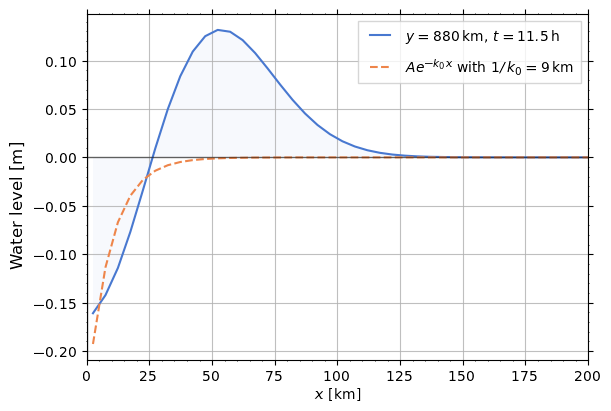 y = 880 km, t = 11.5 h
Ae^{-k_0 x} with 1/k_0 = 9 km
Water level [m]
0.10
0.05
0.00
−0.05
−0.10
−0.15
−0.20
0 25 50 75 100 125 150 175 200
x [km]